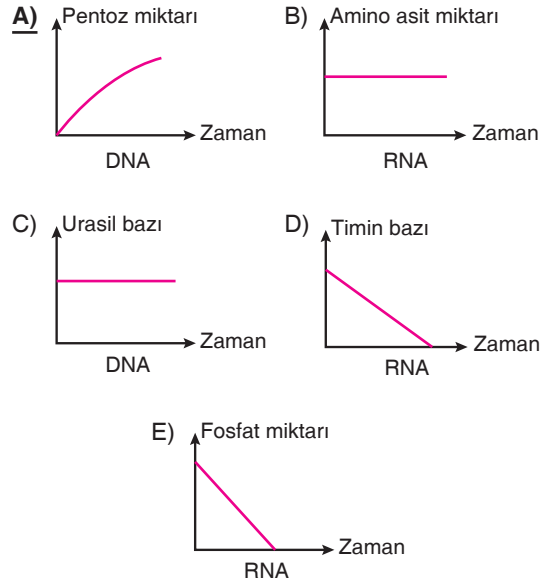 A) Pentoz miktarı
Zaman
DNA
B) Amino asit miktarı
Zaman
RNA
C) Urasil bazı
Zaman
DNA
D) Timin bazı
Zaman
RNA
E) Fosfat miktarı
Zaman
RNA